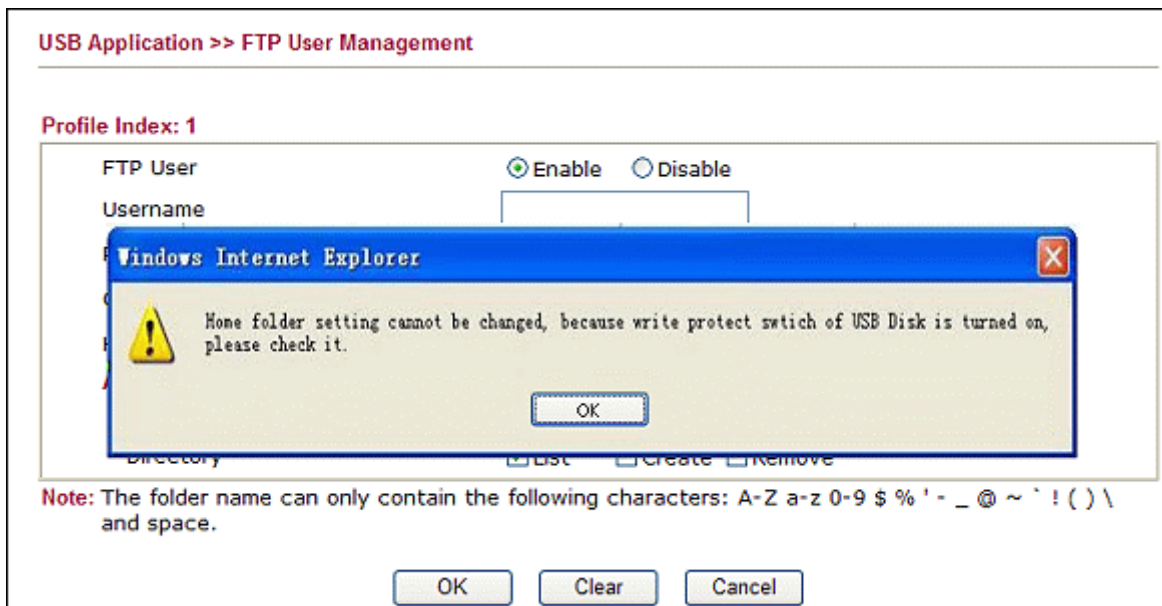 USB Application >> FTP User Management
Profile Index: 1
FTP User Enable Disable
Username
Windows Internet Explorer
Home folder setting cannot be changed, because write protect swtich of USB Disk is turned on,
please check it.
OK
Directory List Create Remove
Note: The folder name can only contain the following characters: A-Z a-z 0-9 $ % ' - _ @ ~ ` ! ( ) \
and space.
OK Clear Cancel